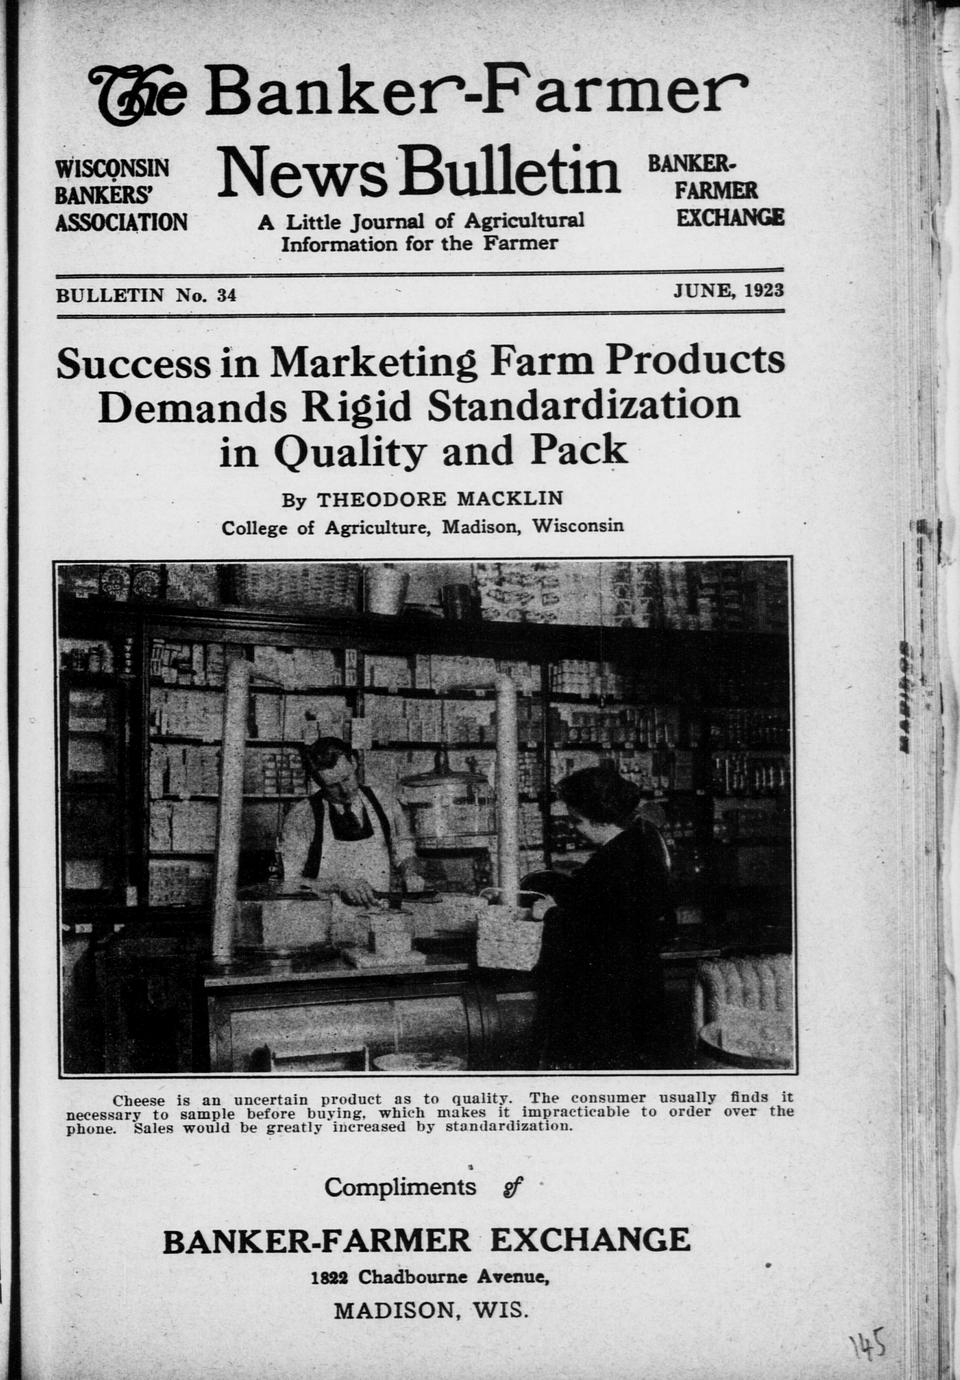 The Banker-Farmer
News Bulletin
WISCONSIN
BANKERS'
ASSOCIATION
A Little Journal of Agricultural
Information for the Farmer
BANKER-
FARMER
EXCHANGE
BULLETIN No. 34
JUNE, 1923
Success in Marketing Farm Products
Demands Rigid Standardization
in Quality and Pack
By THEODORE MACKLIN
College of Agriculture, Madison, Wisconsin
Cheese is an uncertain product as to quality. The consumer usually finds it
necessary to sample before buying, which makes it impracticable to order over the
phone. Sales would be greatly increased by standardization.
Compliments of
BANKER-FARMER EXCHANGE
1822 Chadbourne Avenue,
MADISON, WIS.
145